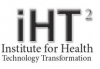 iHT²
Institute for Health
Technology Transformation